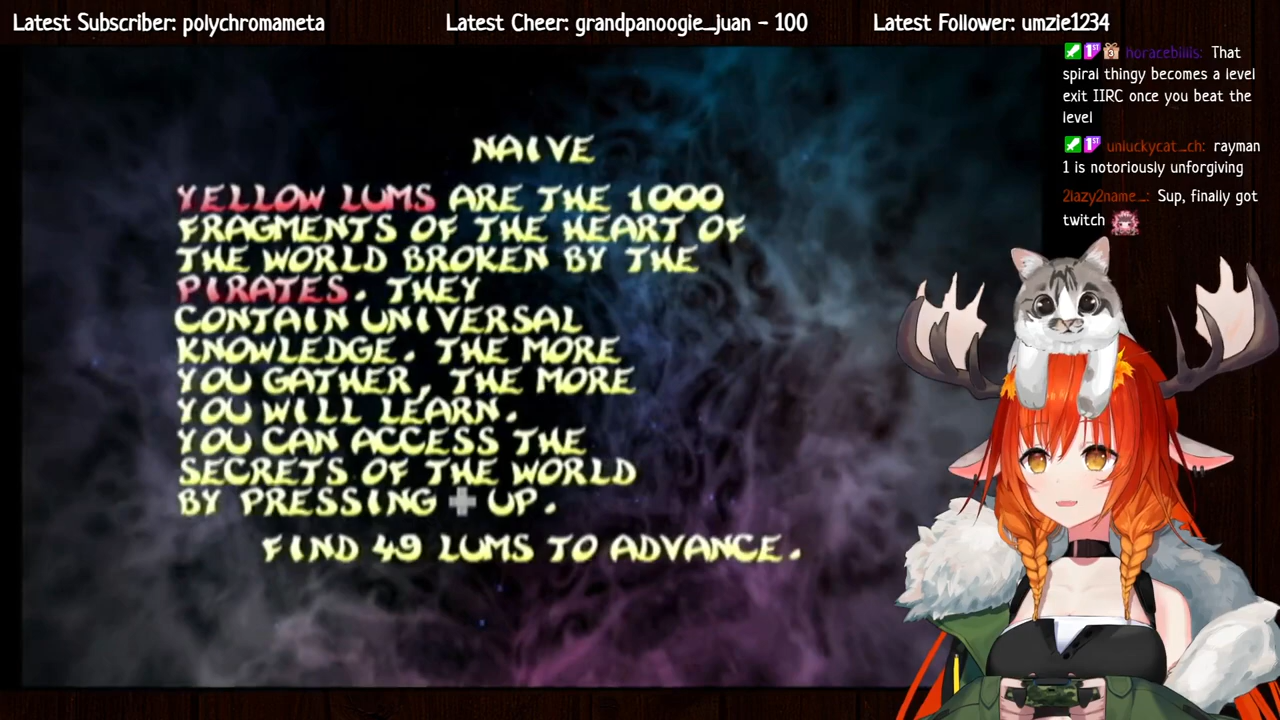 Latest Subscriber: polychromameta
Latest Cheer: grandpanoogie_juan - 100
Latest Follower: umzie1234
horacebillis: That
spiral thingy becomes a level
exit IIRC once you beat the
level
unluckycat_ch: rayman
1 is notoriously unforgiving
2lazy2name_: Sup, finally got
twitch
NAIVE
YELLOW LUMS ARE THE 1000
FRAGMENTS OF THE HEART OF
THE WORLD BROKEN BY THE
PIRATES. THEY
CONTAIN UNIVERSAL
KNOWLEDGE. THE MORE
YOU GATHER, THE MORE
YOU WILL LEARN.
YOU CAN ACCESS THE
SECRETS OF THE WORLD
BY PRESSING UP.
FIND 49 LUMS TO ADVANCE.